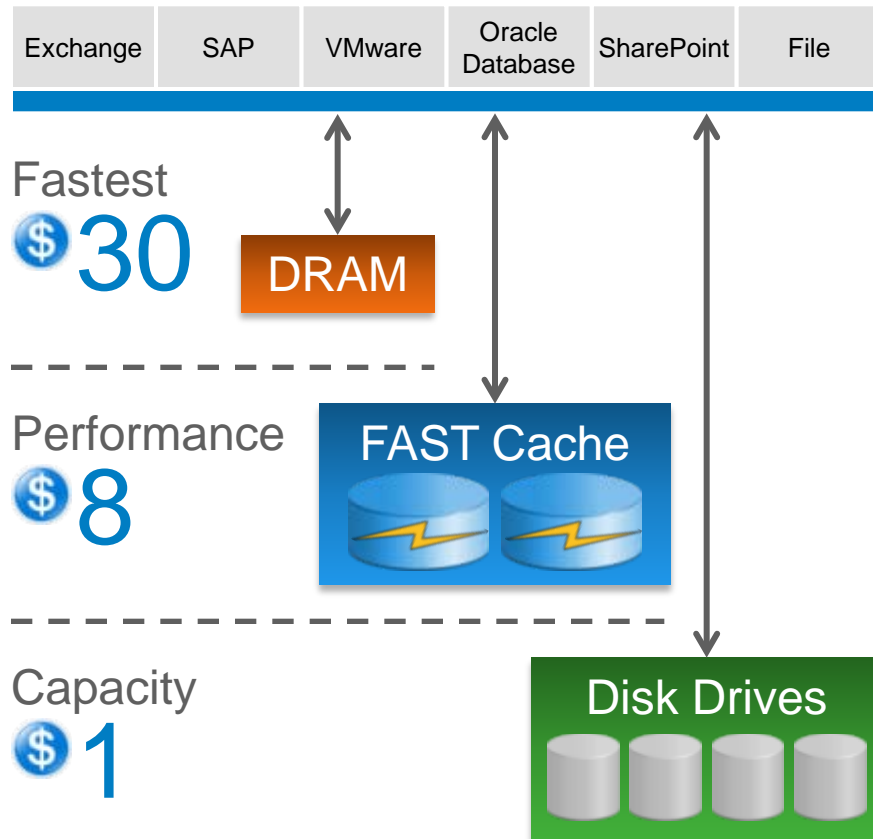 Exchange
SAP
VMware
Oracle
Database
SharePoint
File
Fastest
$ 30
DRAM
Performance
$ 8
FAST Cache
Capacity
$ 1
Disk Drives